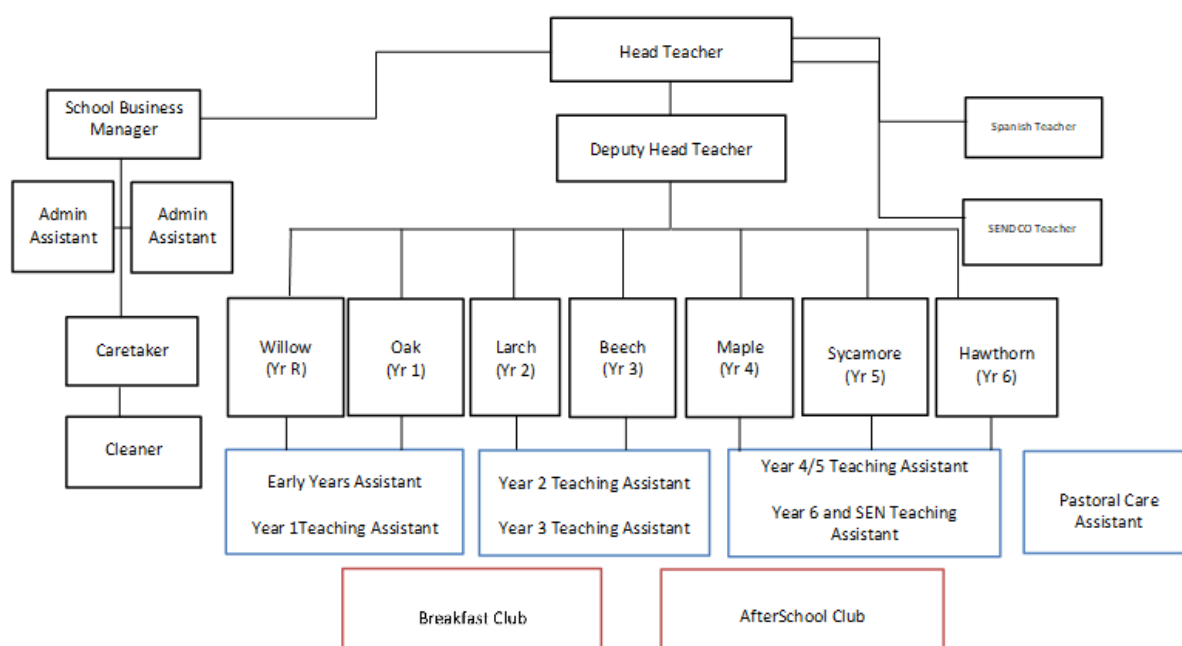 Head Teacher
School Business
Manager
Spanish Teacher
Deputy Head Teacher
Admin
Assistant
Admin
Assistant
SENDCO Teacher
Caretaker
Willow
(Yr R)
Oak
(Yr 1)
Larch
(Yr 2)
Beech
(Yr 3)
Maple
(Yr 4)
Sycamore
(Yr 5)
Hawthorn
(Yr 6)
Cleaner
Early Years Assistant
Year 1Teaching Assistant
Year 2 Teaching Assistant
Year 3 Teaching Assistant
Year 4/5 Teaching Assistant
Year 6 and SEN Teaching
Assistant
Pastoral Care
Assistant
Breakfast Club
AfterSchool Club